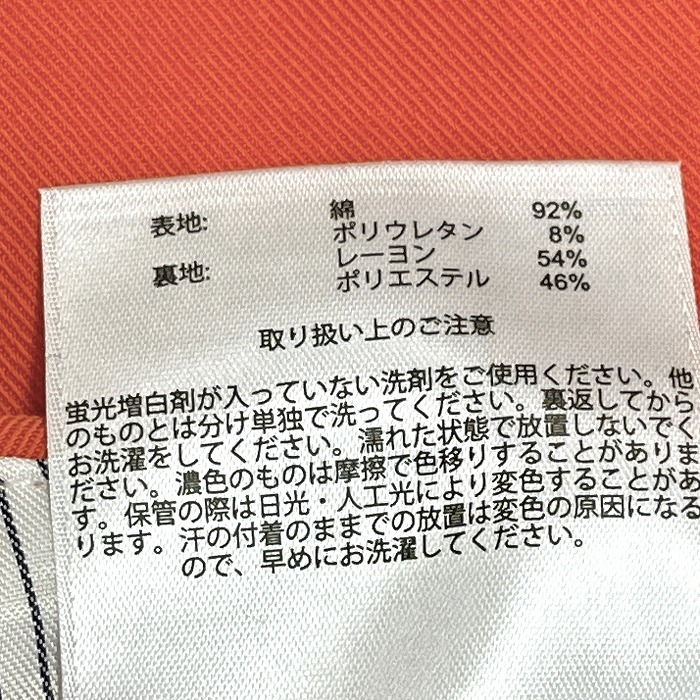 表地: 綿 92%
ポリウレタン 8%
裏地: レーヨン 54%
ポリエステル 46%
取り扱い上のご注意
蛍光増白剤が入っていない洗剤をご使用ください。他
のものとは分け単独で洗ってください。裏返してから
お洗濯をしてください。濡れた状態で放置しないでく
ださい。濃色のものは摩擦で色移りすることがありま
す。保管の際は日光・人工光により変色することがあ
ります。汗の付着のままでの放置は変色の原因になる
ので、早めにお洗濯してください。